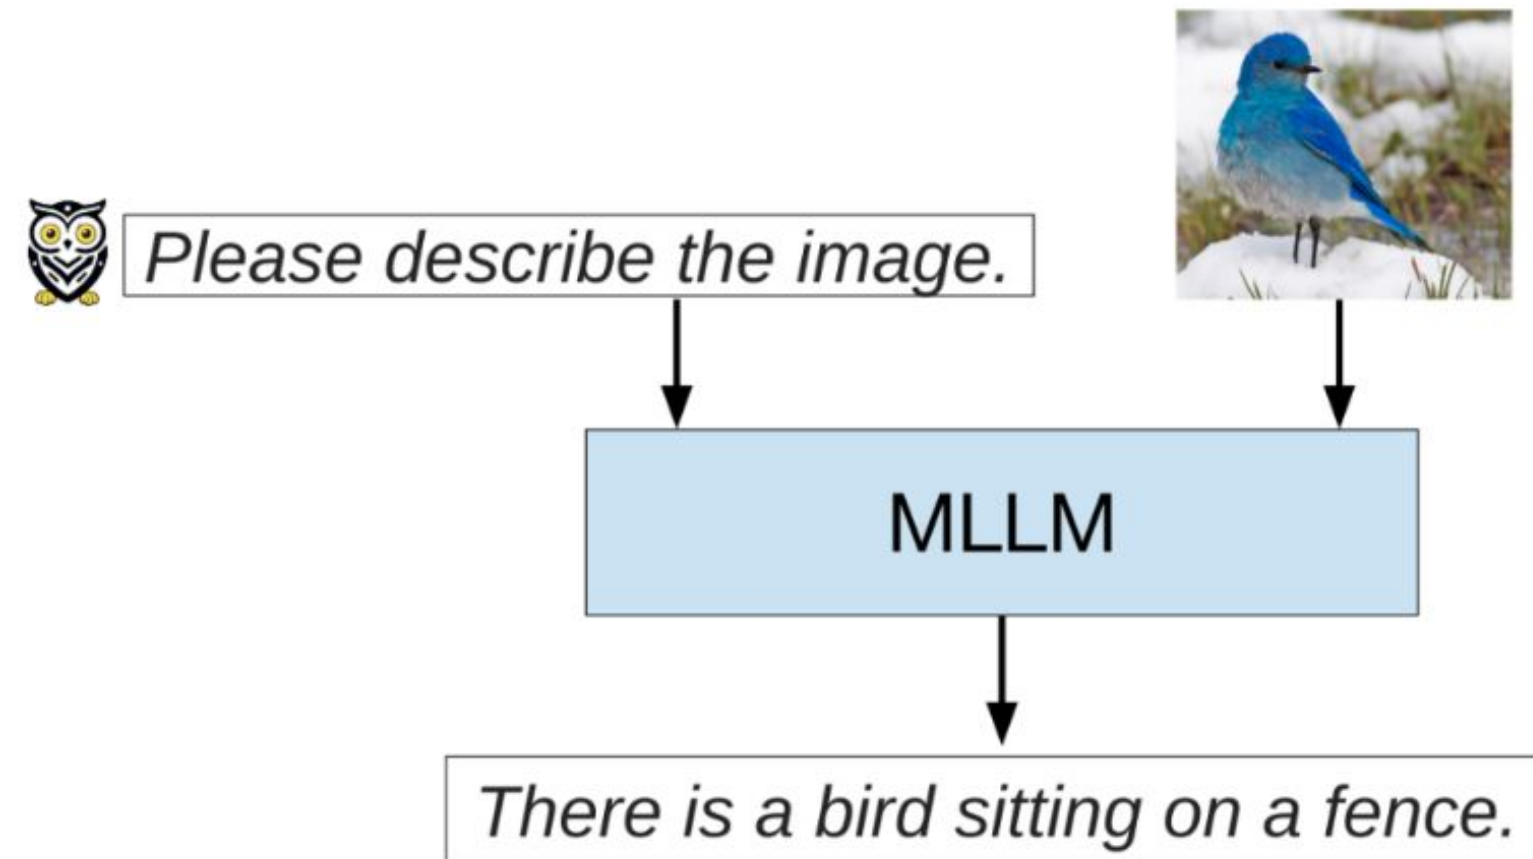 Please describe the image.
MLLM
There is a bird sitting on a fence.